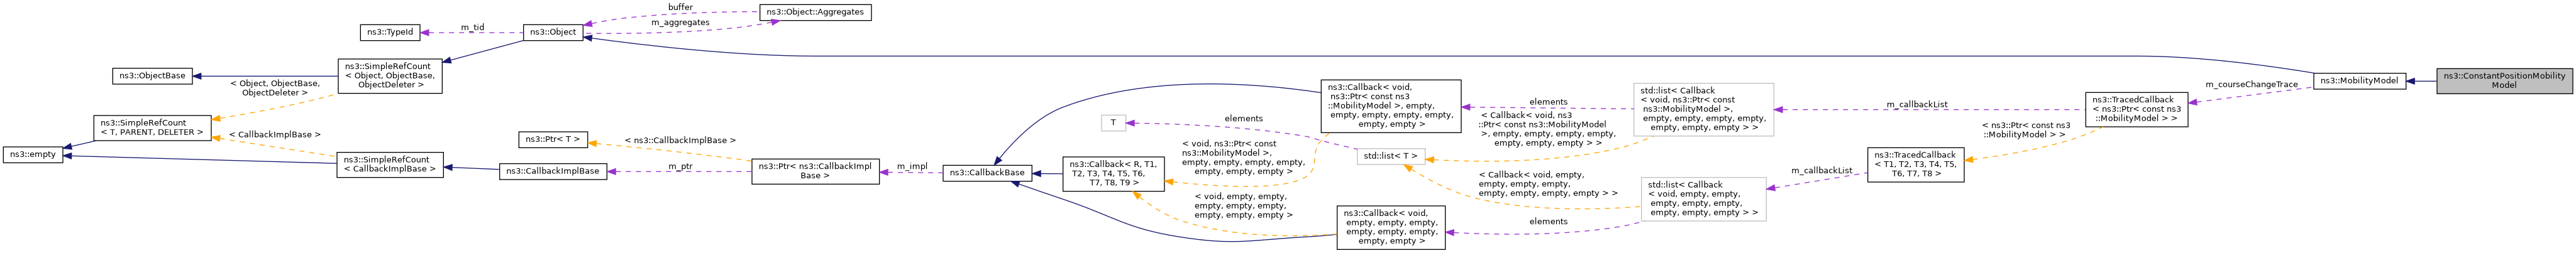 buffer
ns3::Object::Aggregates
m_aggregates
m_tid
ns3::TypeId
ns3::Object
ns3::SimpleRefCount
< Object, ObjectBase,
ObjectDeleter >
ns3::ObjectBase
< Object, ObjectBase,
ObjectDeleter >
ns3::SimpleRefCount
< T, PARENT, DELETER >
< CallbackImplBase >
ns3::empty
ns3::SimpleRefCount
< CallbackImplBase >
ns3::Ptr< T >
< ns3::CallbackImplBase >
ns3::CallbackImplBase
m_ptr
ns3::Ptr< ns3::CallbackImpl
Base >
m_impl
ns3::CallbackBase
T
elements
ns3::Callback< R, T1,
T2, T3, T4, T5, T6,
T7, T8, T9 >
< void, ns3::Ptr< const
ns3::MobilityModel >,
empty, empty, empty, empty,
empty, empty, empty >
< void, empty, empty,
empty, empty, empty,
empty, empty, empty >
ns3::Callback< void,
ns3::Ptr< const ns3
::MobilityModel >, empty,
empty, empty, empty, empty,
empty, empty >
std::list< T >
ns3::Callback< void,
empty, empty, empty,
empty, empty, empty,
empty, empty >
elements
< Callback< void, ns3
::Ptr< const ns3::MobilityModel
>, empty, empty, empty, empty,
empty, empty, empty > >
< Callback< void, empty,
empty, empty, empty,
empty, empty, empty, empty > >
elements
std::list< Callback
< void, ns3::Ptr< const
ns3::MobilityModel >,
empty, empty, empty, empty,
empty, empty, empty > >
std::list< Callback
< void, empty, empty,
empty, empty, empty,
empty, empty, empty > >
m_callbackList
m_callbackList
ns3::TracedCallback
< T1, T2, T3, T4, T5,
T6, T7, T8 >
< ns3::Ptr< const ns3
::MobilityModel > >
ns3::TracedCallback
< ns3::Ptr< const ns3
::MobilityModel > >
m_courseChangeTrace
ns3::MobilityModel
ns3::ConstantPositionMobility
Model